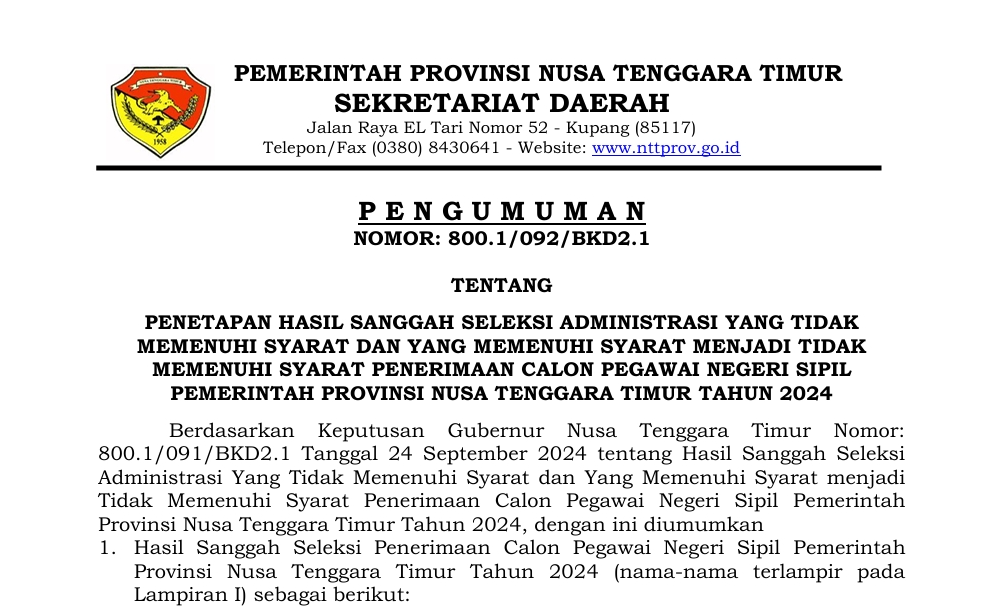 PEMERINTAH PROVINSI NUSA TENGGARA TIMUR
SEKRETARIAT DAERAH
Jalan Raya EL Tari Nomor 52 - Kupang (85117)
Telepon/Fax (0380) 8430641 - Website: www.nttprov.go.id
NUSA TENGGARA TIMUR
1958
P E N G U M U M A N
NOMOR: 800.1/092/BKD2.1
TENTANG
PENETAPAN HASIL SANGGAH SELEKSI ADMINISTRASI YANG TIDAK
MEMENUHI SYARAT DAN YANG MEMENUHI SYARAT MENJADI TIDAK
MEMENUHI SYARAT PENERIMAAN CALON PEGAWAI NEGERI SIPIL
PEMERINTAH PROVINSI NUSA TENGGARA TIMUR TAHUN 2024
Berdasarkan Keputusan Gubernur Nusa Tenggara Timur Nomor:
800.1/091/BKD2.1 Tanggal 24 September 2024 tentang Hasil Sanggah Seleksi
Administrasi Yang Tidak Memenuhi Syarat dan Yang Memenuhi Syarat menjadi
Tidak Memenuhi Syarat Penerimaan Calon Pegawai Negeri Sipil Pemerintah
Provinsi Nusa Tenggara Timur Tahun 2024, dengan ini diumumkan
1. Hasil Sanggah Seleksi Penerimaan Calon Pegawai Negeri Sipil Pemerintah
Provinsi Nusa Tenggara Timur Tahun 2024 (nama-nama terlampir pada
Lampiran I) sebagai berikut: